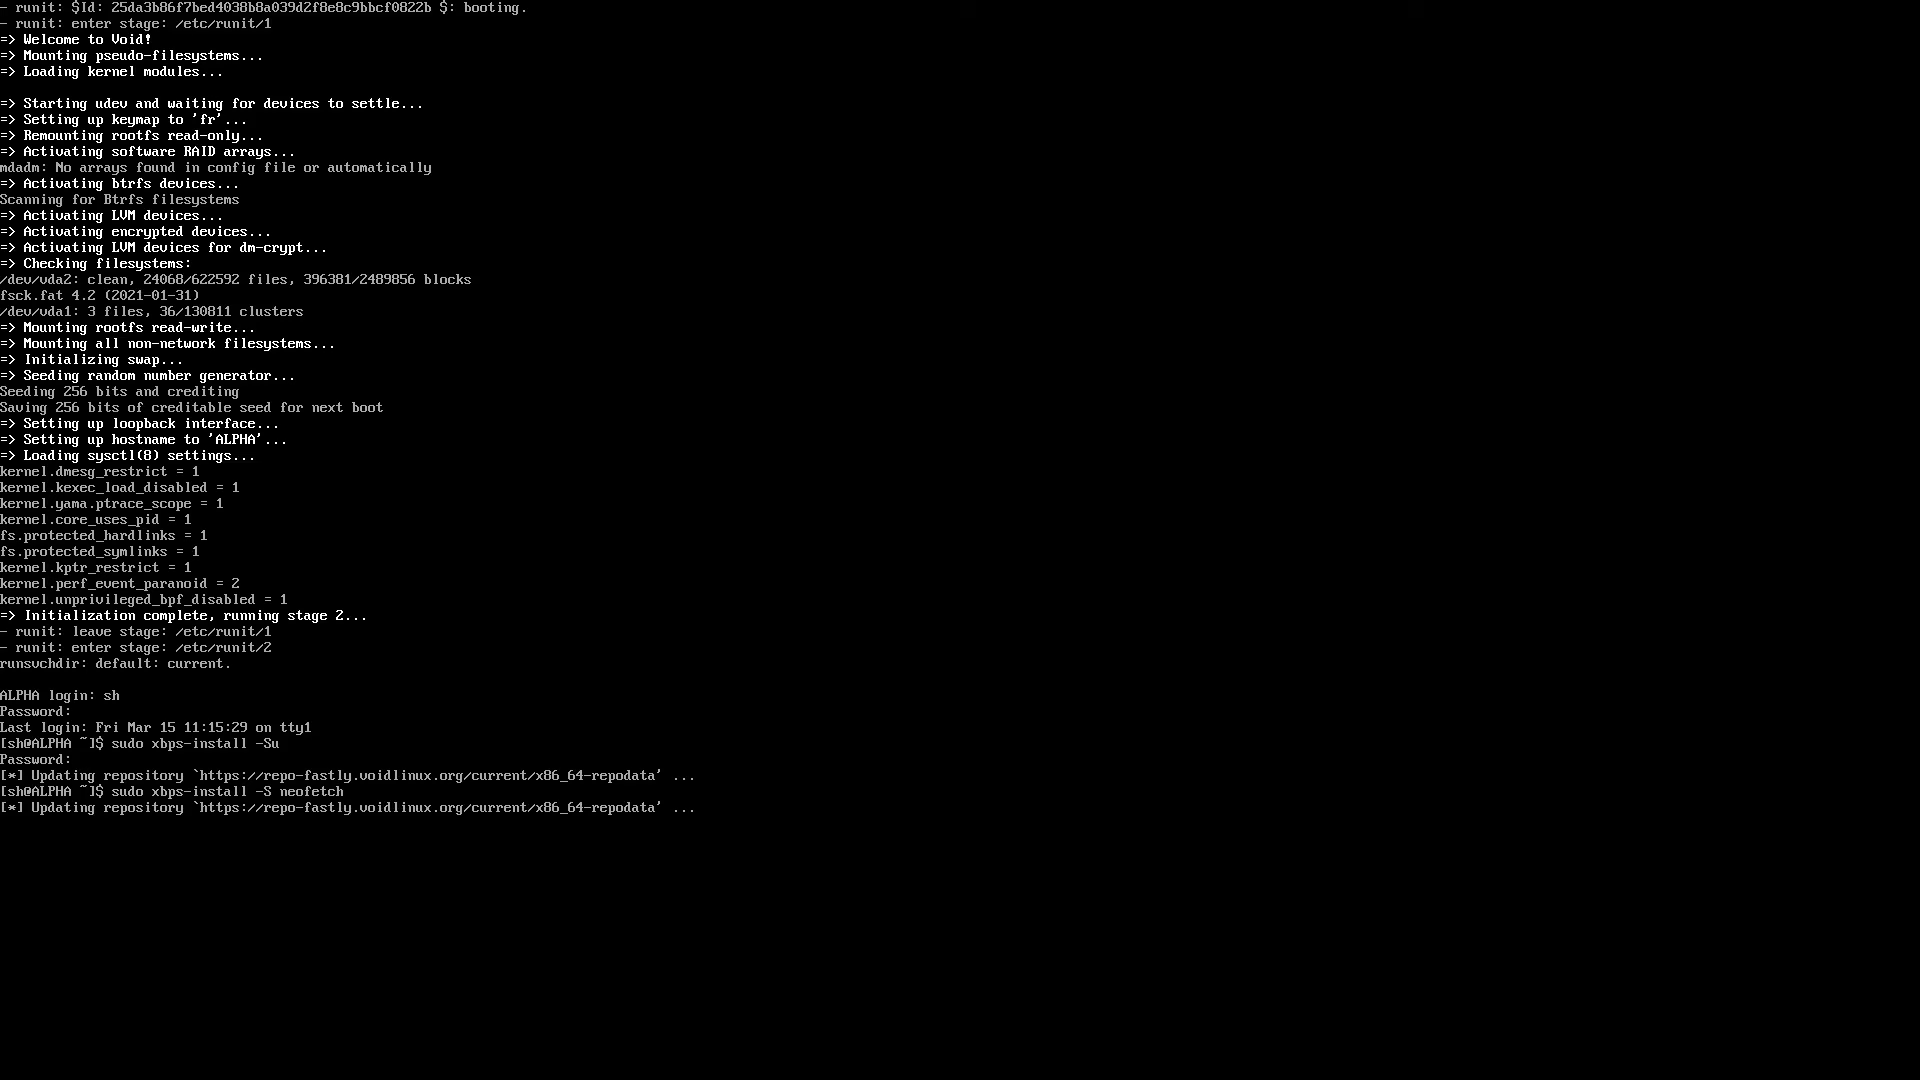 - runit: $Id: 25da3b86f7bed4038b8a039d2f8e8c9bbcf0822b $: booting.
- runit: enter stage: /etc/runit/1
=> Welcome to Void!
=> Mounting pseudo-filesystems...
=> Loading kernel modules...
=> Starting udev and waiting for devices to settle...
=> Setting up keymap to 'fr'...
=> Remounting rootfs read-only...
=> Activating software RAID arrays...
mdadm: No arrays found in config file or automatically
=> Activating btrfs devices...
Scanning for Btrfs filesystems
=> Activating LVM devices...
=> Activating encrypted devices...
=> Activating LVM devices for dm-crypt...
=> Checking filesystems:
/dev/vda2: clean, 24068/622592 files, 396381/2489856 blocks
fsck.fat 4.2 (2021-01-31)
/dev/vda1: 3 files, 36/130811 clusters
=> Mounting rootfs read-write...
=> Mounting all non-network filesystems...
=> Initializing swap...
=> Seeding random number generator...
Seeding 256 bits and crediting
Saving 256 bits of creditable seed for next boot
=> Setting up loopback interface...
=> Setting up hostname to 'ALPHA'...
=> Loading sysctl(8) settings...
kernel.dmesg_restrict = 1
kernel.kexec_load_disabled = 1
kernel.yama.ptrace_scope = 1
kernel.core_uses_pid = 1
fs.protected_hardlinks = 1
fs.protected_symlinks = 1
kernel.kptr_restrict = 1
kernel.perf_event_paranoid = 2
kernel.unprivileged_bpf_disabled = 1
=> Initialization complete, running stage 2...
- runit: leave stage: /etc/runit/1
- runit: enter stage: /etc/runit/2
runsvchdir: default: current.
ALPHA login: sh
Password:
Last login: Fri Mar 15 11:15:29 on tty1
[sh@ALPHA ~]$ sudo xbps-install -Su
Password:
[*] Updating repository `https://repo-fastly.voidlinux.org/current/x86_64-repodata' ...
[sh@ALPHA ~]$ sudo xbps-install -S neofetch
[*] Updating repository `https://repo-fastly.voidlinux.org/current/x86_64-repodata' ...